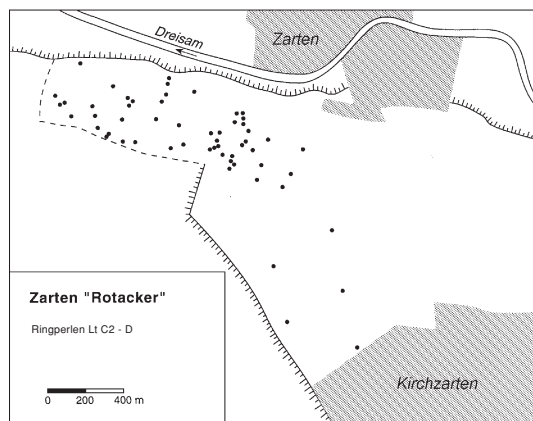 Dreisam
Zarten
Zarten "Rotacker"
Ringperlen Lt C2 - D
0 200 400 m
Kirchzarten